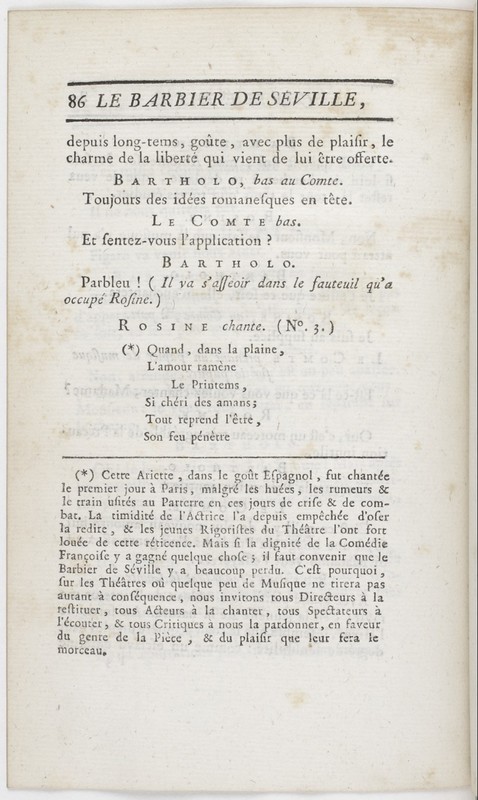 86 LE BARBIER DE SÉVILLE,
depuis long-tems, goûte, avec plus de plaiſir, le
charme de la liberté qui vient de lui être offerte.
BARTHOLO, bas au Comte.
Toujours des idées romaneſques en tête.
LE COMTE bas.
Et ſentez-vous l'application ?
BARTHOLO.
Parbleu ! ( Il va s'aſſeoir dans le fauteuil qu'a
occupé Roſine. )
ROSINE chante. (N°. 3.)
(*) Quand, dans la plaine,
L'amour ramène
Le Printems,
Si chéri des amans;
Tout reprend l'être,
Son feu pénètre
(*) Cette Ariette, dans le goût Eſpagnol, fut chantée
le premier jour à Paris, malgré les huées, les rumeurs &
le train uſités au Parterre en ces jours de criſe & de com-
bat. La timidité de l'Actrice l'a depuis empêchée d'oſer
la redire, & les jeunes Rigoriſtes du Théâtre l'ont fort
louée de cette réticence. Mais ſi la dignité de la Comédie
Françoiſe y a gagné quelque choſe ; il faut convenir que le
Barbier de Séville y a beaucoup perdu. C'eſt pourquoi,
ſur les Théâtres où quelque peu de Muſique ne tirera pas
autant à conſéquence, nous invitons tous Directeurs à la
reſtituer, tous Acteurs à la chanter, tous Spectateurs à
l'écouter, & tous Critiques à nous la pardonner, en faveur
du genre de la Pièce, & du plaiſir que leur fera le
morceau.